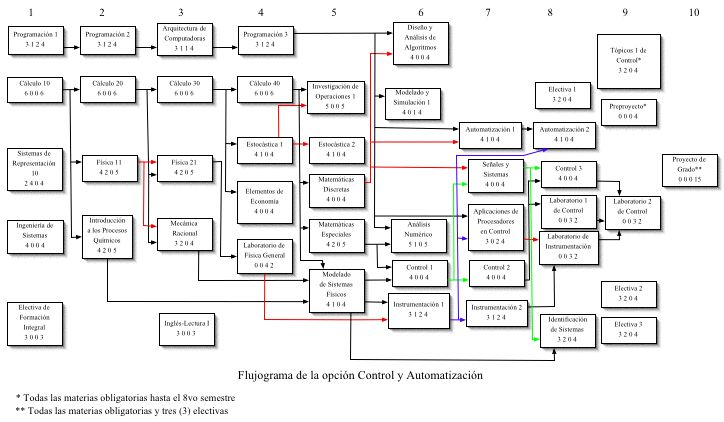 1 2 3 4 5 6 7 8 9 10
Programación 1
3 1 2 4
Programación 2
3 1 2 4
Arquitectura de
Computadoras
3 1 1 4
Programación 3
3 1 2 4
Diseño y
Análisis de
Algoritmos
4 0 0 4
Tópicos 1 de
Control*
3 2 0 4
Cálculo 10
6 0 0 6
Cálculo 20
6 0 0 6
Cálculo 30
6 0 0 6
Cálculo 40
6 0 0 6
Investigación de
Operaciones 1
5 0 0 5
Modelado y
Simulación 1
4 0 1 4
Electiva 1
3 2 0 4
Preproyecto*
0 0 0 4
Estocástica 1
4 1 0 4
Estocástica 2
4 1 0 4
Automatización 1
4 1 0 4
Automatización 2
4 1 0 4
Sistemas de
Representación
10
2 4 0 4
Física 11
4 2 0 5
Física 21
4 2 0 5
Elementos de
Economía
4 0 0 4
Matemáticas
Discretas
4 0 0 4
Señales y
Sistemas
4 0 0 4
Control 3
4 0 0 4
Proyecto de
Grado**
0 0 0 15
Ingeniería de
Sistemas
4 0 0 4
Introducción
a los Procesos
Químicos
4 2 0 5
Mecánica
Racional
3 2 0 4
Laboratorio de
Física General
0 0 4 2
Matemáticas
Especiales
4 2 0 5
Análisis
Numérico
5 1 0 5
Aplicaciones de
Procesadores
en Control
3 0 2 4
Laboratorio 1
de Control
0 0 3 2
Laboratorio 2
de Control
0 0 3 2
Laboratorio de
Instrumentación
0 0 3 2
Modelado
de Sistemas
Físicos
4 1 0 4
Control 1
4 0 0 4
Control 2
4 0 0 4
Electiva 2
3 2 0 4
Electiva de
Formación
Integral
3 0 0 3
Inglés-Lectura I
3 0 0 3
Instrumentación 1
3 1 2 4
Instrumentación 2
3 1 2 4
Identificación
de Sistemas
3 2 0 4
Electiva 3
3 2 0 4
Flujograma de la opción Control y Automatización
* Todas las materias obligatorias hasta el 8vo semestre
** Todas las materias obligatorias y tres (3) electivas